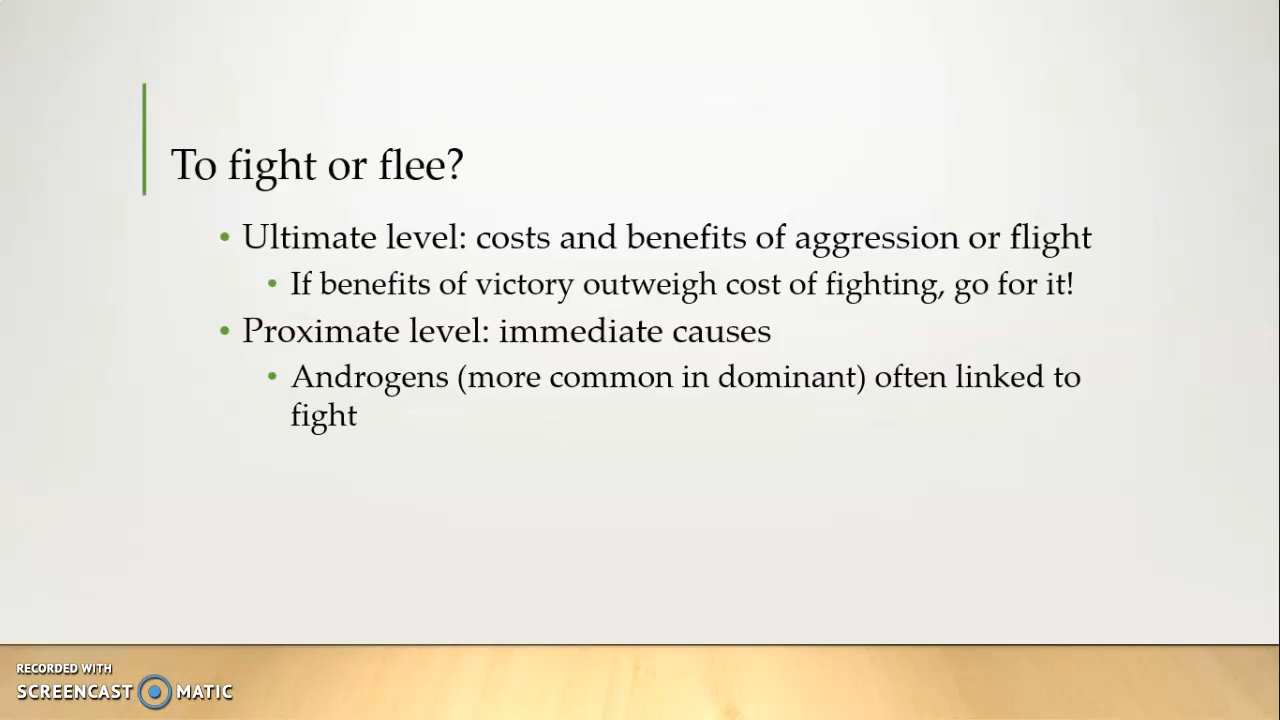 To fight or flee?
• Ultimate level: costs and benefits of aggression or flight
• If benefits of victory outweigh cost of fighting, go for it!
• Proximate level: immediate causes
• Androgens (more common in dominant) often linked to
fight
RECORDED WITH
SCREENCAST MATIC